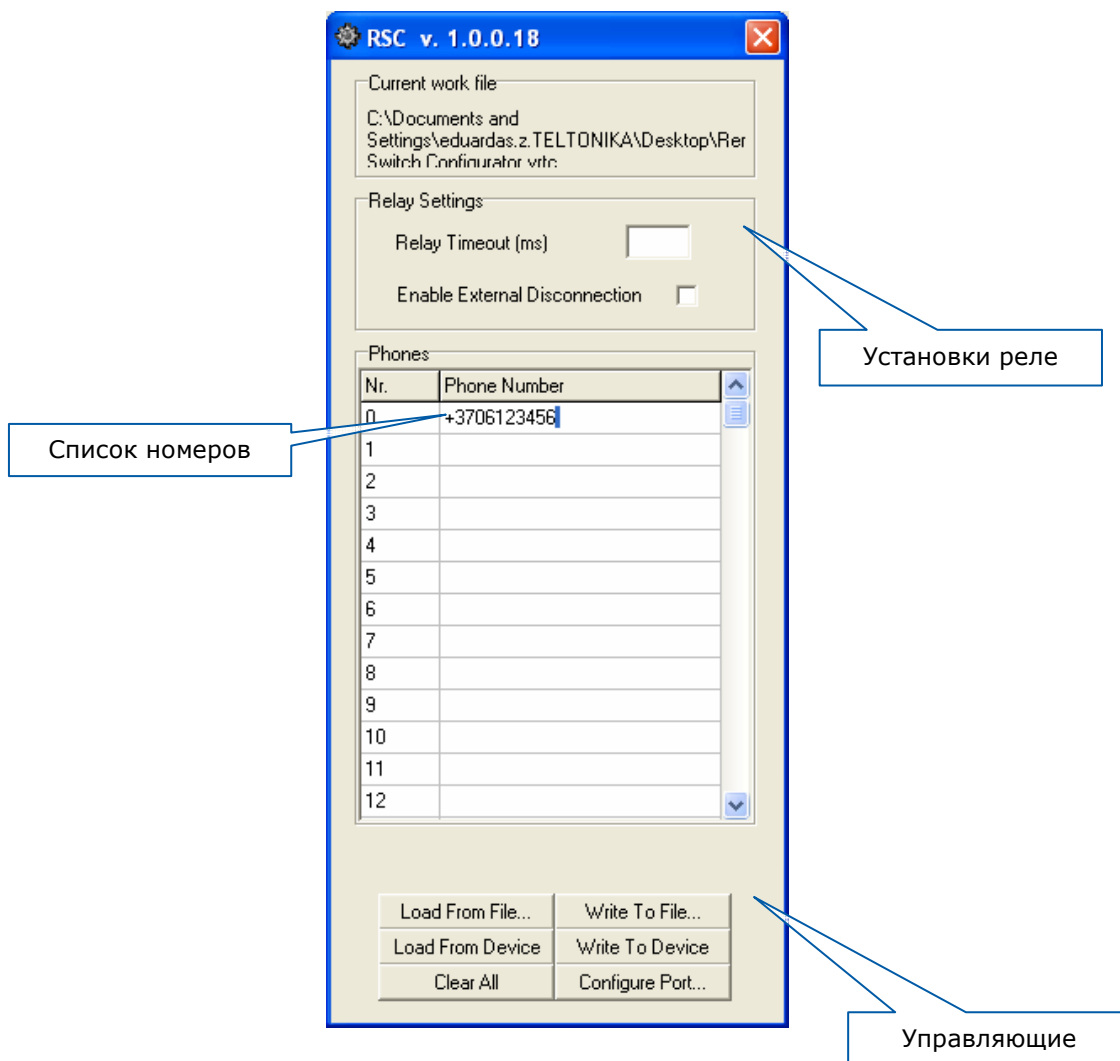 RSC v. 1.0.0.18
Current work file
C:\Documents and
Settings\eduardas.z.TELTONIKA\Desktop\Rer
Switch Configurator.vrtc
Relay Settings
Relay Timeout (ms)
Enable External Disconnection
Установки реле
Phones
Nr. Phone Number
0 +3706123456
Список номеров
1
2
3
4
5
6
7
8
9
10
11
12
Load From File... Write To File...
Load From Device Write To Device
Clear All Configure Port...
Управляющие